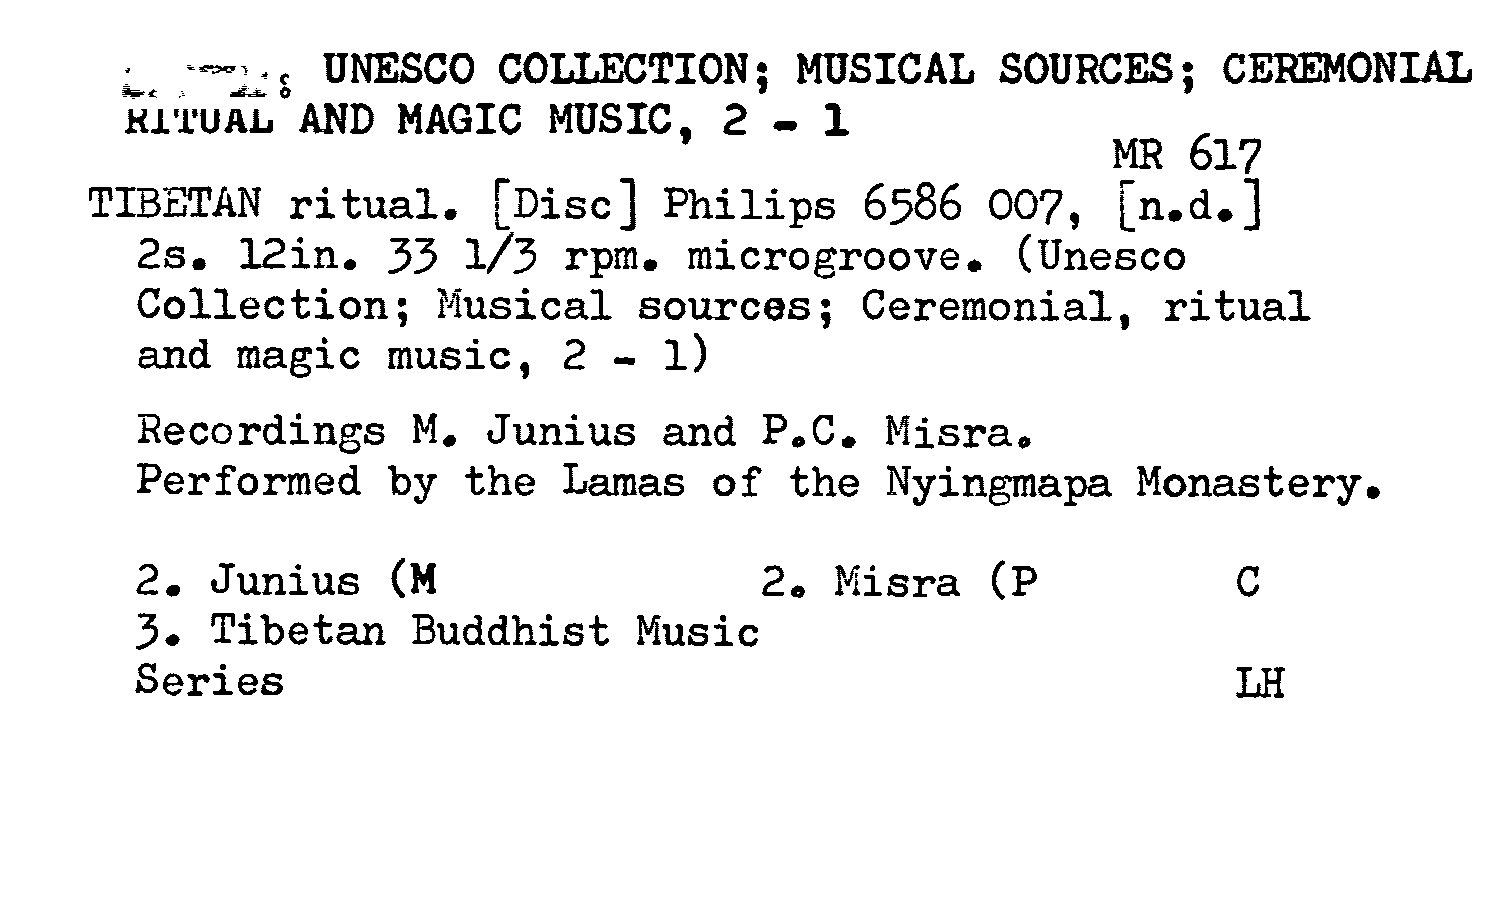 UNESCO COLLECTION; MUSICAL SOURCES; CEREMONIAL
RITUAL AND MAGIC MUSIC, 2 - 1
MR 617
TIBETAN ritual. [Disc] Philips 6586 007, [n.d.]
2s. 12in. 33 1/3 rpm. microgroove. (Unesco
Collection; Musical sources; Ceremonial, ritual
and magic music, 2 - 1)
Recordings M. Junius and P.C. Misra.
Performed by the Lamas of the Nyingmapa Monastery.
2. Junius (M 2. Misra (P C
3. Tibetan Buddhist Music
Series LH